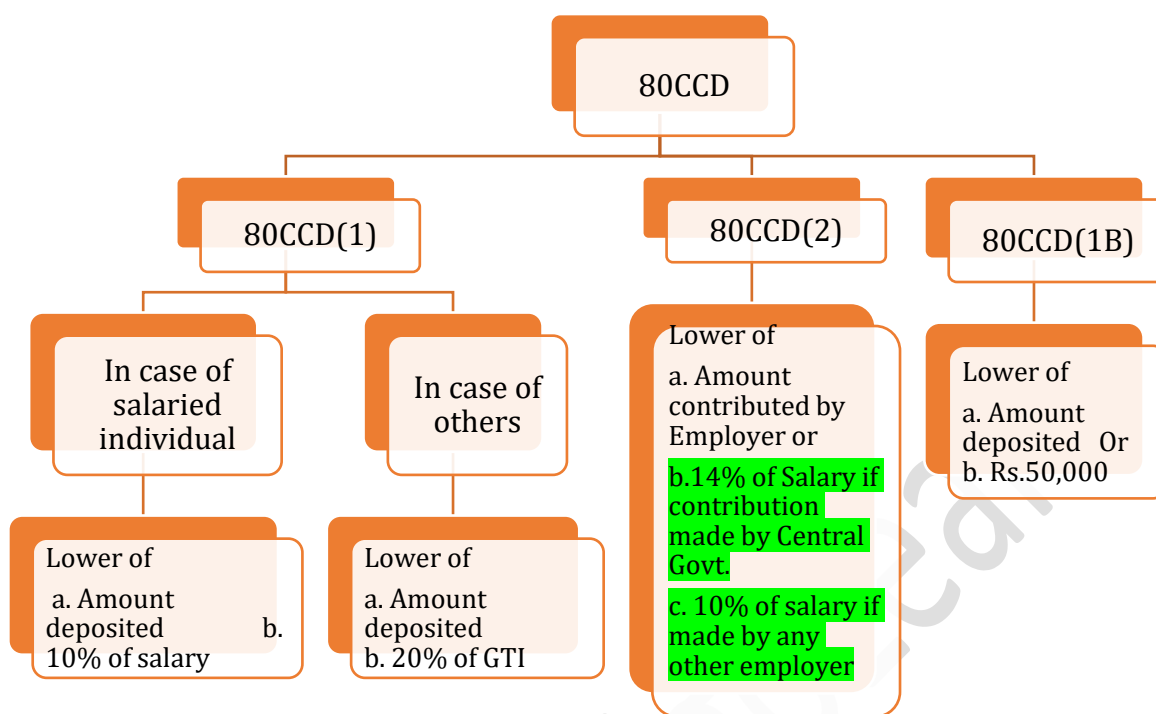 80CCD
80CCD(1)
80CCD(2)
80CCD(1B)
In case of
salaried
individual
In case of
others
Lower of
a. Amount
contributed by
Employer or
b.14% of Salary if
contribution
made by Central
Govt.
c. 10% of salary if
made by any
other employer
Lower of
a. Amount
deposited Or
b. Rs.50,000
Lower of
a. Amount
deposited b.
10% of salary
Lower of
a. Amount
deposited
b. 20% of GTI